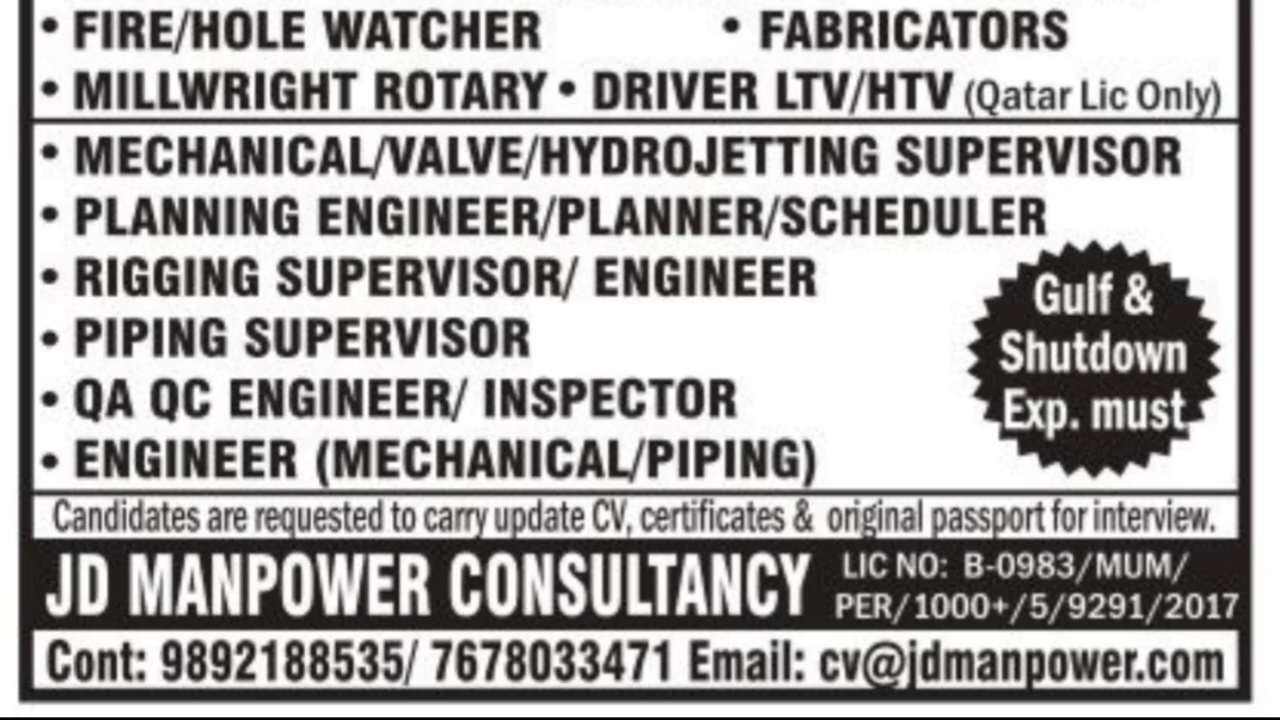 • FIRE/HOLE WATCHER • FABRICATORS
• MILLWRIGHT ROTARY • DRIVER LTV/HTV (Qatar Lic Only)
• MECHANICAL/VALVE/HYDROJETTING SUPERVISOR
• PLANNING ENGINEER/PLANNER/SCHEDULER
• RIGGING SUPERVISOR/ ENGINEER
• PIPING SUPERVISOR
• QA QC ENGINEER/ INSPECTOR
• ENGINEER (MECHANICAL/PIPING)
Gulf &
Shutdown
Exp. must
Candidates are requested to carry update CV, certificates & original passport for interview.
JD MANPOWER CONSULTANCY
LIC NO: B-0983/MUM/
PER/1000+/5/9291/2017
Cont: 9892188535/ 7678033471 Email: cv@jdmanpower.com